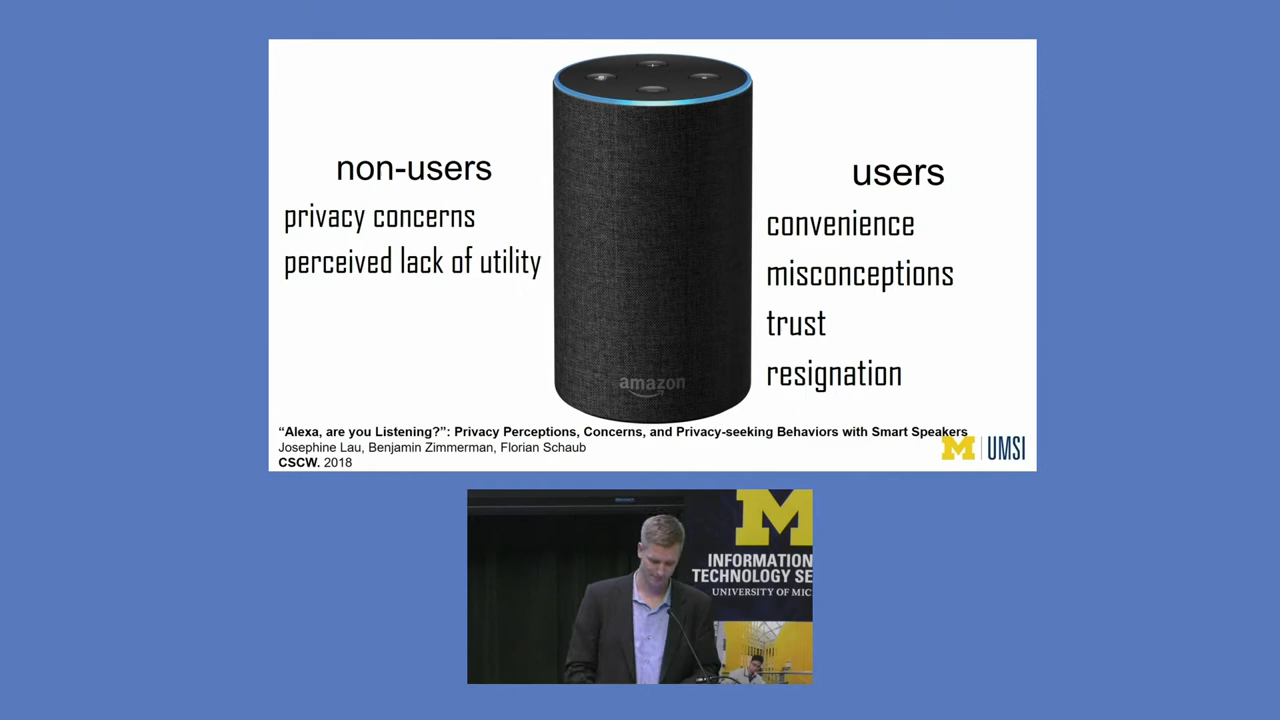 non-users
privacy concerns
perceived lack of utility
users
convenience
misconceptions
trust
resignation
amazon
“Alexa, are you Listening?”: Privacy Perceptions, Concerns, and Privacy-seeking Behaviors with Smart Speakers
Josephine Lau, Benjamin Zimmerman, Florian Schaub
CSCW. 2018
M UMSI
M
INFORMATION
TECHNOLOGY SE
UNIVERSITY OF MIC